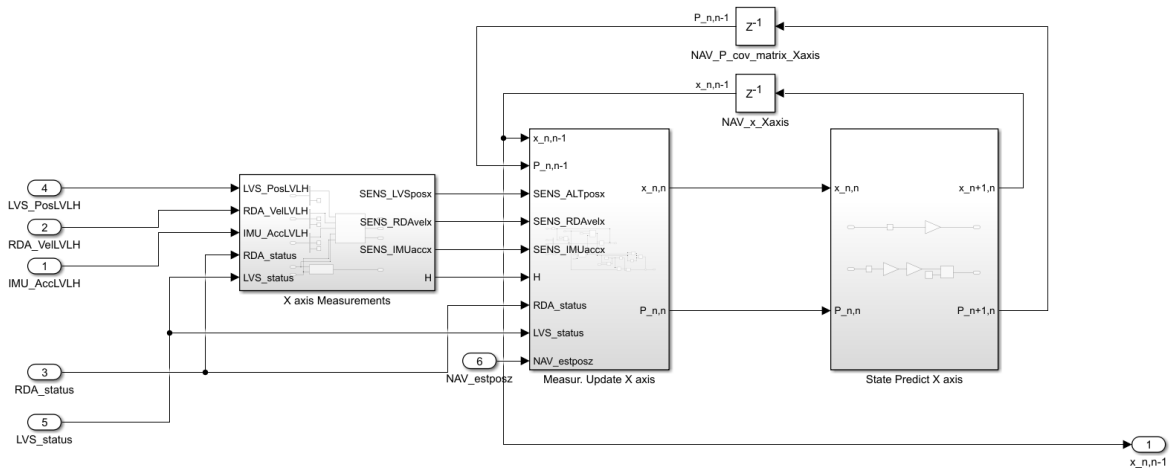 P_n,n-1
z-1
NAV_P_cov_matrix_Xaxis
x_n,n-1
z-1
NAV_x_Xaxis
4
LVS_PosLVLH
2
RDA_VelLVLH
1
IMU_AccLVLH
3
RDA_status
5
LVS_status
LVS_PosLVLH
RDA_VelLVLH
IMU_AccLVLH
RDA_status
LVS_status
SENS_LVSposx
SENS_RDAvelx
SENS_IMUaccx
H
X axis Measurements
6
NAV_estposz
x_n,n-1
P_n,n-1
SENS_ALTposx
SENS_RDAvelx
SENS_IMUaccx
H
RDA_status
LVS_status
NAV_estposz
x_n,n
P_n,n
Measur. Update X axis
x_n,n
P_n,n
x_n+1,n
P_n+1,n
State Predict X axis
1
x_n,n-1